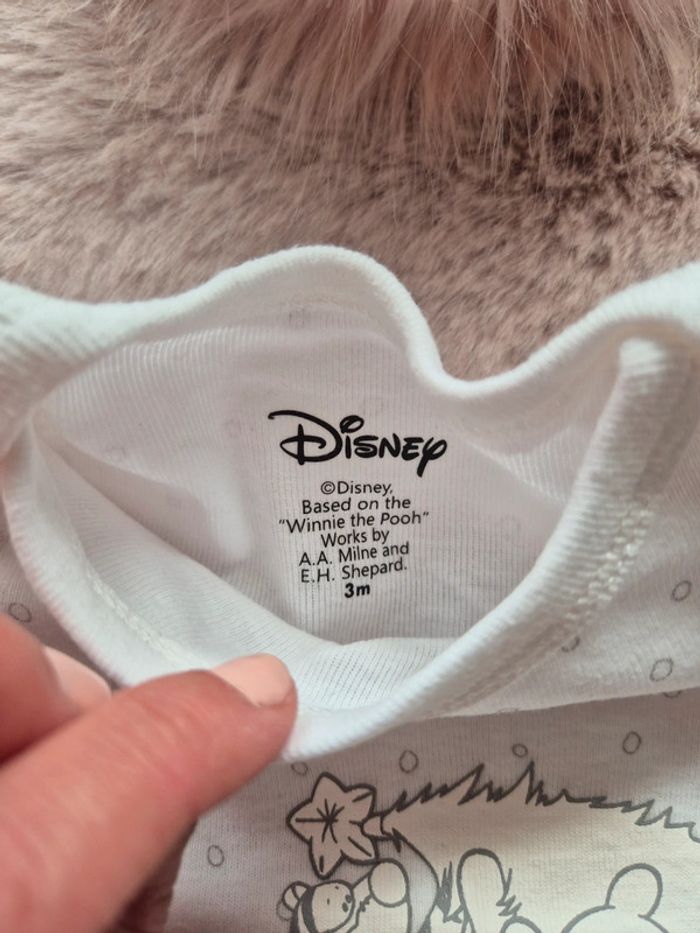 Disney
©Disney,
Based on the
"Winnie the Pooh"
Works by
A.A. Milne and
E.H. Shepard.
3m